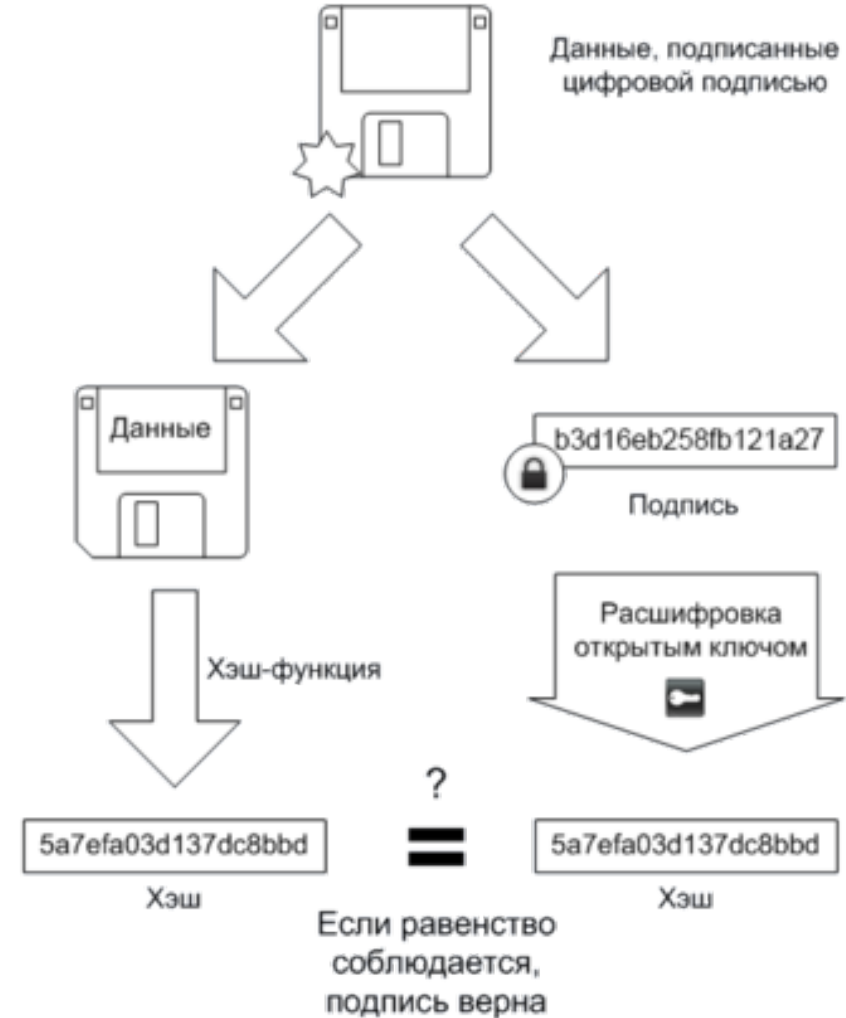 Данные, подписанные
цифровой подписью
Данные
b3d16eb258fb121a27
Подпись
Хэш-функция
Расшифровка
открытым ключом
?
5a7efa03d137dc8bbd
=
5a7efa03d137dc8bbd
Хэш
Хэш
Если равенство
соблюдается,
подпись верна